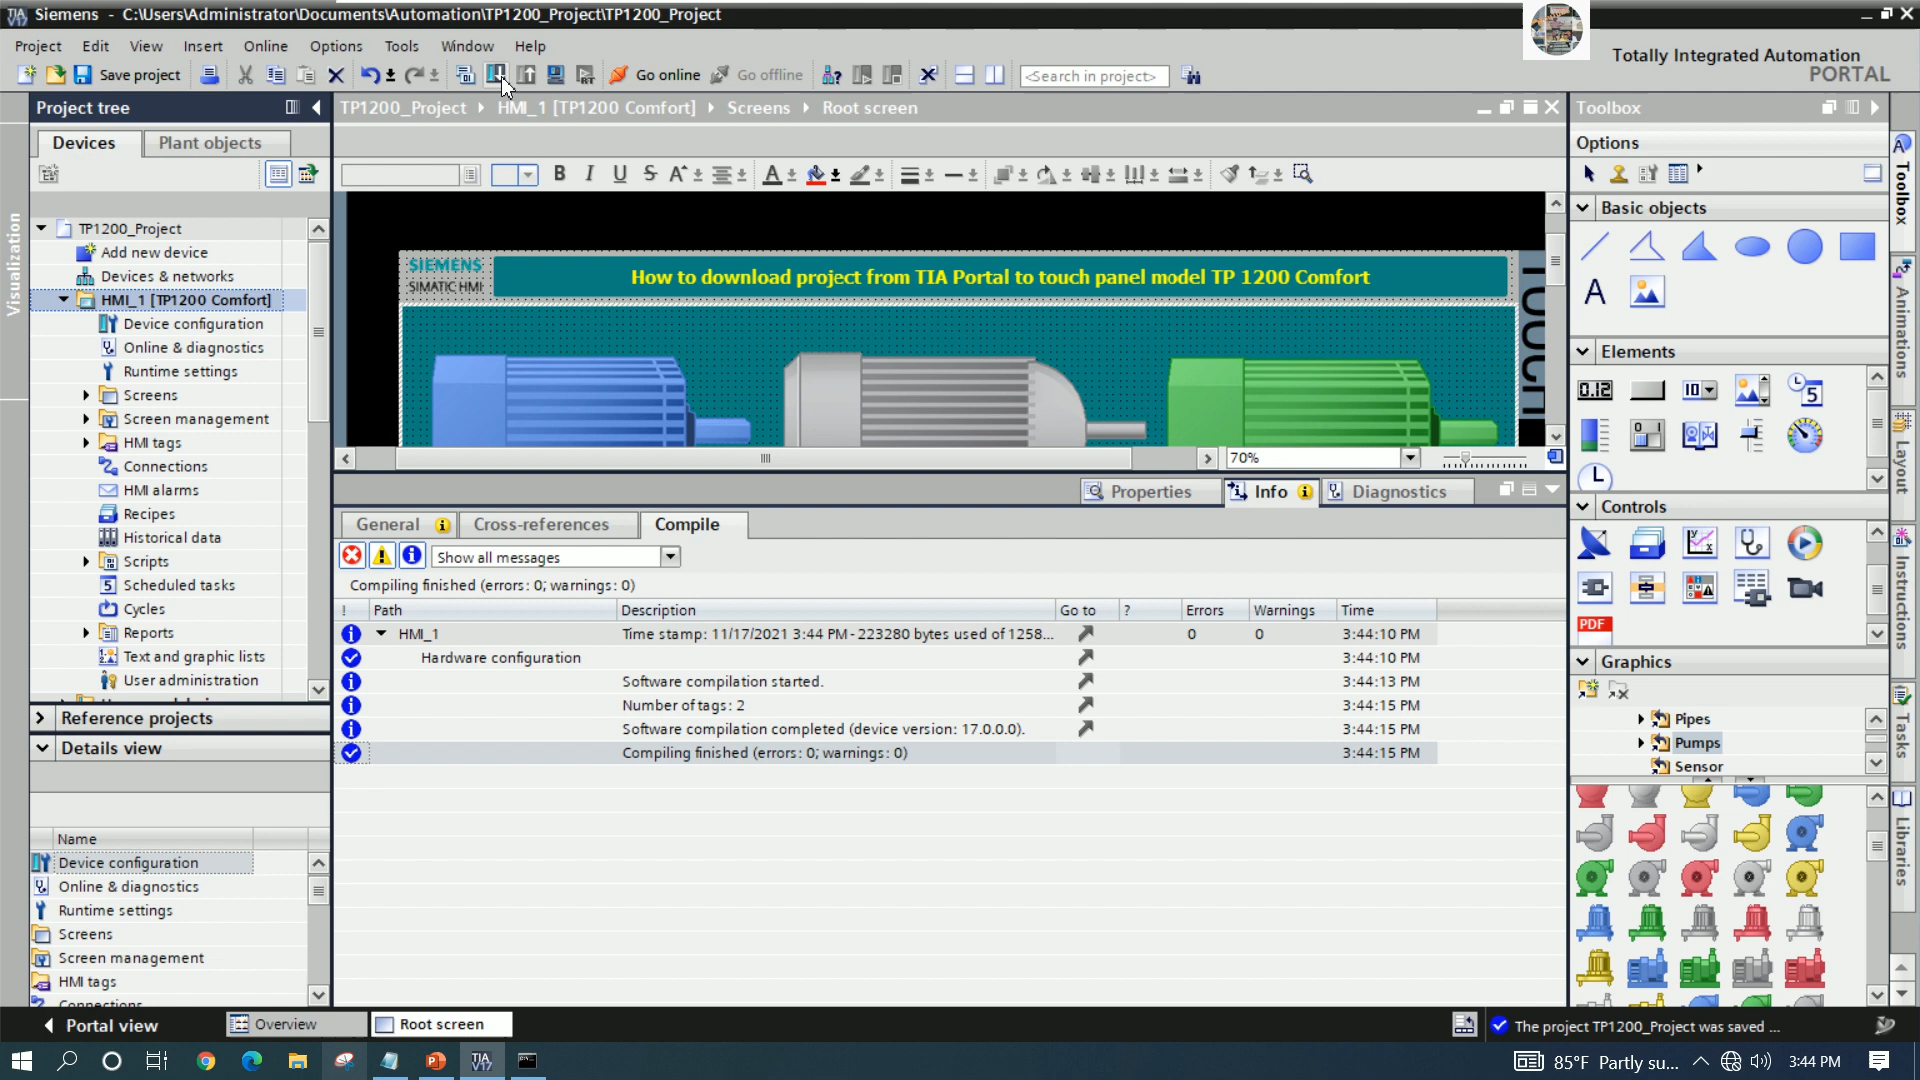 Siemens - C:\Users\Administrator\Documents\Automation\TP1200_Project\TP1200_Project
Project Edit View Insert Online Options Tools Window Help
Totally Integrated Automation
PORTAL
Save project
Go online
Go offline
<Search in project>
Project tree
TP1200_Project HMI_1 [TP1200 Comfort] Screens Root screen
Toolbox
Devices
Plant objects
Options
Visualization
TP1200_Project
Add new device
Devices & networks
HMI_1 [TP1200 Comfort]
Device configuration
Online & diagnostics
Runtime settings
Screens
Screen management
HMI tags
Connections
HMI alarms
Recipes
Historical data
Scripts
Scheduled tasks
Cycles
Reports
Text and graphic lists
User administration
Reference projects
Details view
Name
Device configuration
Online & diagnostics
Runtime settings
Screens
Screen management
HMI tags
Connections
B I U S A
SIEMENS
SIMATIC HMI
How to download project from TIA Portal to touch panel model TP 1200 Comfort
TOUCH
70%
Properties
Info
Diagnostics
General
Cross-references
Compile
Show all messages
Compiling finished (errors: 0; warnings: 0)
! Path Description Go to ? Errors Warnings Time
HMI_1 Time stamp: 11/17/2021 3:44 PM - 223280 bytes used of 1258... 0 0 3:44:10 PM
Hardware configuration 3:44:10 PM
Software compilation started. 3:44:13 PM
Number of tags: 2 3:44:15 PM
Software compilation completed (device version: 17.0.0.0). 3:44:15 PM
Compiling finished (errors: 0; warnings: 0) 3:44:15 PM
Basic objects
Elements
Controls
PDF
Graphics
Pipes
Pumps
Sensor
Toolbox
Animations
Layout
Instructions
Tasks
Libraries
Portal view
Overview
Root screen
The project TP1200_Project was saved ...
85°F Partly su...
3:44 PM